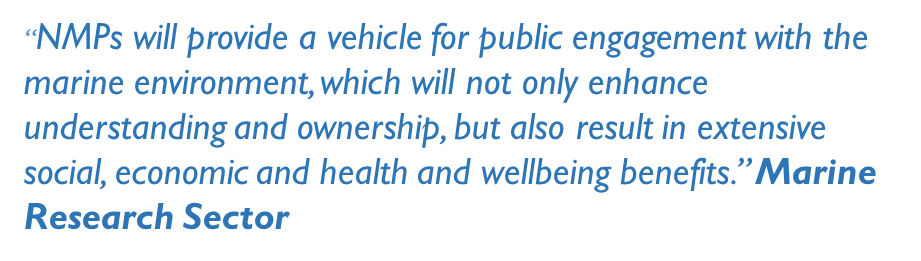 “NMPs will provide a vehicle for public engagement with the
marine environment, which will not only enhance
understanding and ownership, but also result in extensive
social, economic and health and wellbeing benefits.” Marine
Research Sector